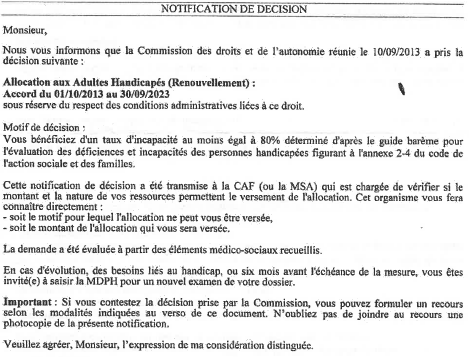 NOTIFICATION DE DECISION
Monsieur,
Nous vous informons que la Commission des droits et de l'autonomie réunie le 10/09/2013 a pris la
décision suivante :
Allocation aux Adultes Handicapés (Renouvellement) :
Accord du 01/10/2013 au 30/09/2023
sous réserve du respect des conditions administratives liées à ce droit.
Motif de décision :
Vous bénéficiez d'un taux d'incapacité au moins égal à 80% déterminé d'après le guide barème pour
l'évaluation des déficiences et incapacités des personnes handicapées figurant à l'annexe 2-4 du code de
l'action sociale et des familles.
Cette notification de décision a été transmise à la CAF (ou la MSA) qui est chargée de vérifier si le
montant et la nature de vos ressources permettent le versement de l'allocation. Cet organisme vous fera
connaître directement :
- soit le motif pour lequel l'allocation ne peut vous être versée,
- soit le montant de l'allocation qui vous sera versée.
La demande a été évaluée à partir des éléments médico-sociaux recueillis.
En cas d'évolution, des besoins liés au handicap, ou six mois avant l'échéance de la mesure, vous êtes
invité(e) à saisir la MDPH pour un nouvel examen de votre dossier.
Important : Si vous contestez la décision prise par la Commission, vous pouvez formuler un recours
selon les modalités indiquées au verso de ce document. N'oubliez pas de joindre au recours une
photocopie de la présente notification.
Veuillez agréer, Monsieur, l'expression de ma considération distinguée.